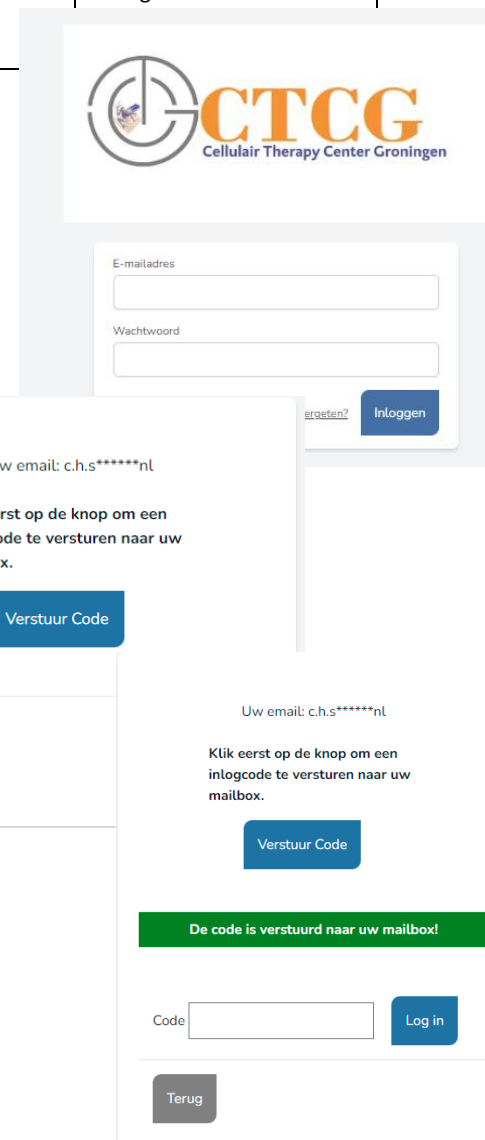 CTCG
Cellulair Therapy Center Groningen
E-mailadres
Wachtwoord
ergeten?
Inloggen
w email: c.h.s******nl
rst op de knop om een
ode te versturen naar uw
x.
Verstuur Code
Uw email: c.h.s******nl
Klik eerst op de knop om een
inlogcode te versturen naar uw
mailbox.
Verstuur Code
De code is verstuurd naar uw mailbox!
Code
Log in
Terug